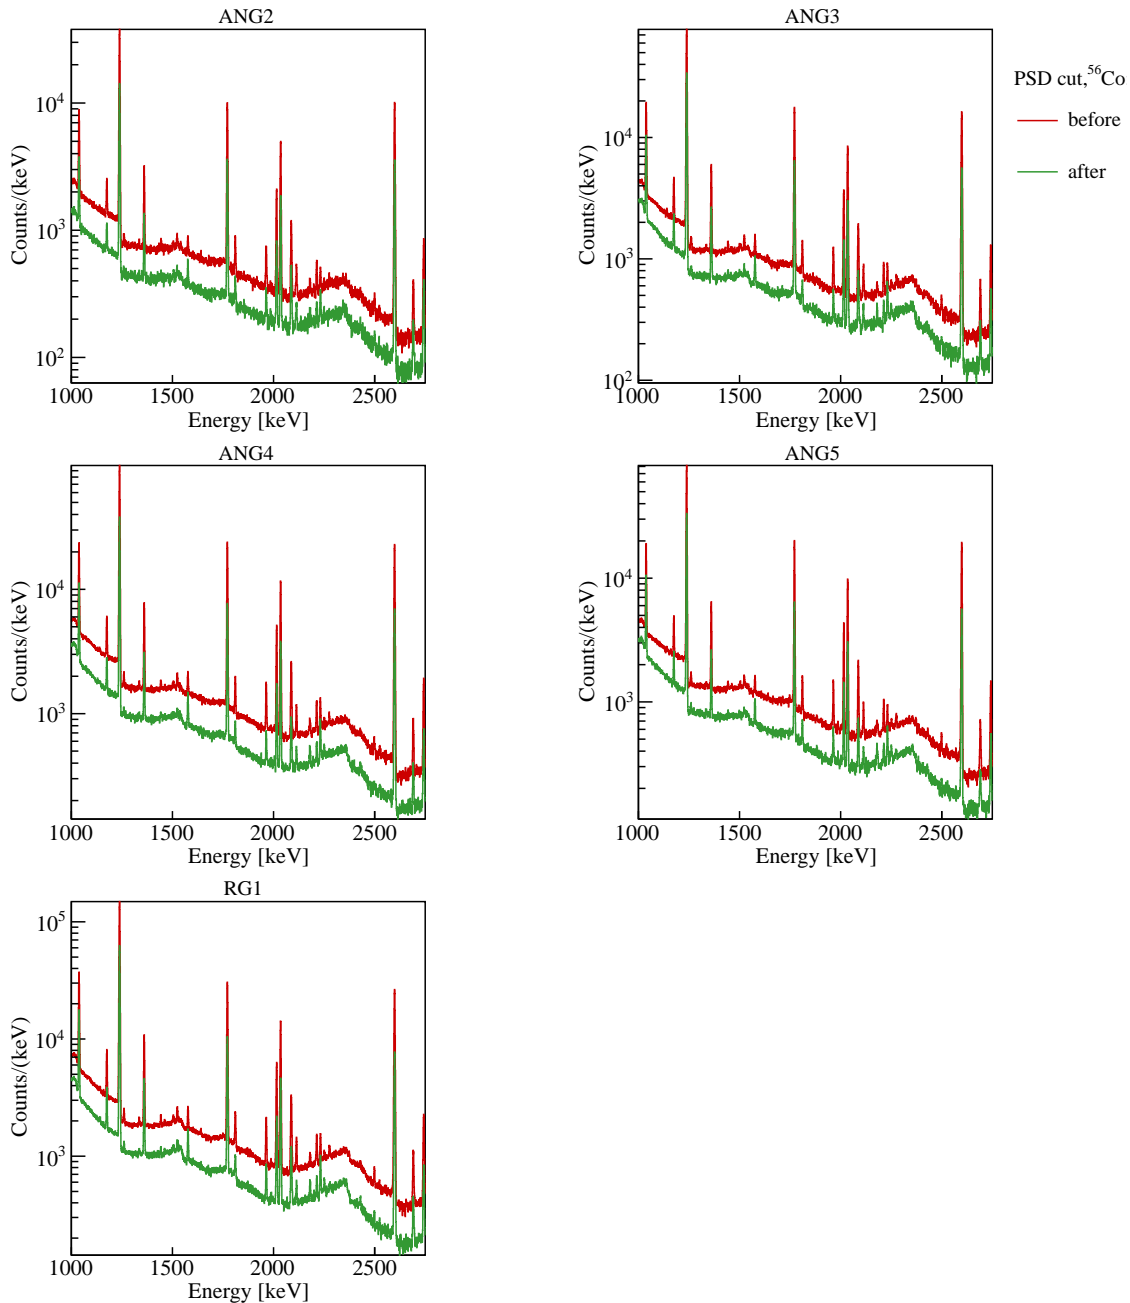 ANG2
Counts/(keV)
10^4
10^3
10^2
1000 1500 2000 2500
Energy [keV]
ANG3
Counts/(keV)
10^4
10^3
10^2
1000 1500 2000 2500
Energy [keV]
PSD cut,^56Co
before
after
ANG4
Counts/(keV)
10^4
10^3
1000 1500 2000 2500
Energy [keV]
ANG5
Counts/(keV)
10^4
10^3
1000 1500 2000 2500
Energy [keV]
RG1
Counts/(keV)
10^5
10^4
10^3
1000 1500 2000 2500
Energy [keV]